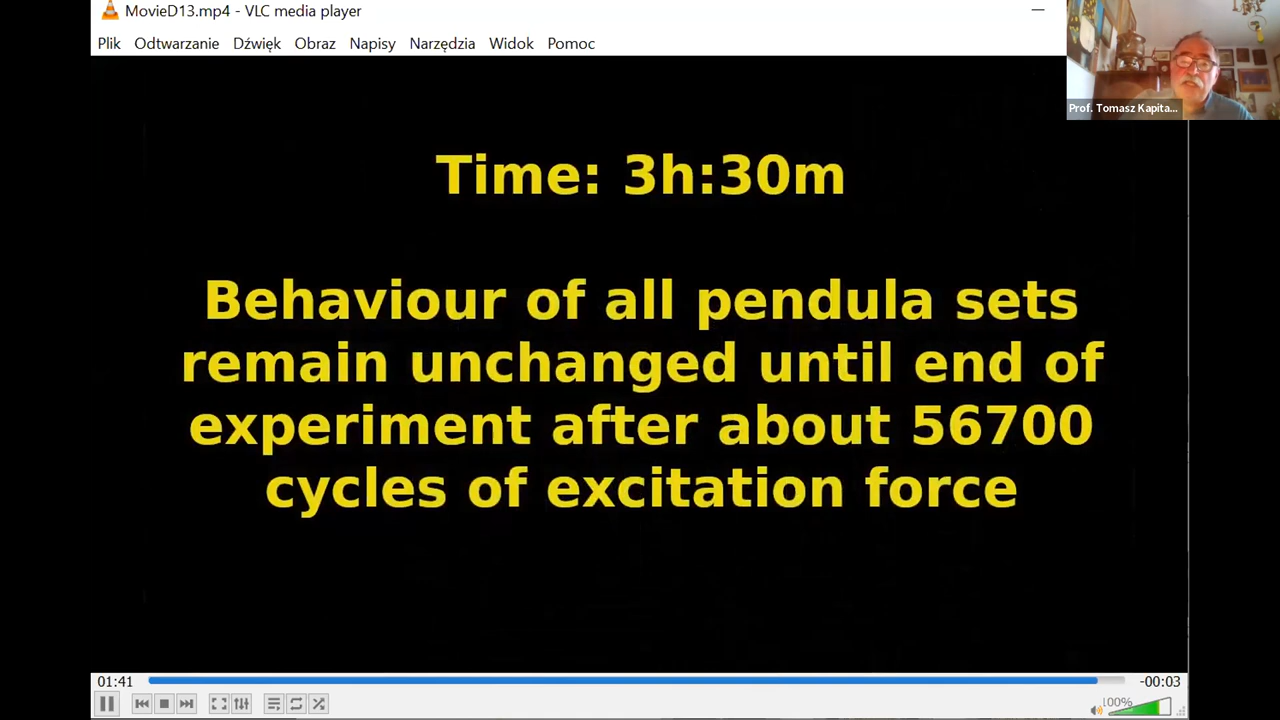 MovieD13.mp4 - VLC media player
Plik Odtwarzanie Dźwięk Obraz Napisy Narzędzia Widok Pomoc
Prof. Tomasz Kapita...
Time: 3h:30m
Behaviour of all pendula sets
remain unchanged until end of
experiment after about 56700
cycles of excitation force
01:41 -00:03
100%